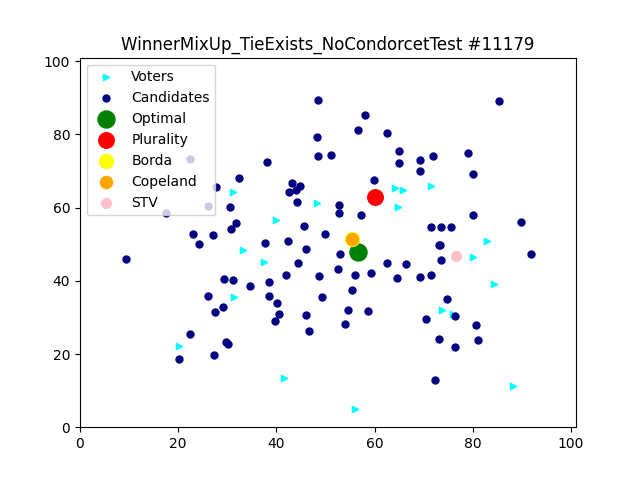 WinnerMixUp_TieExists_NoCondorcetTest #11179
100
80
60
40
20
0
Voters
Candidates
Optimal
Plurality
Borda
Copeland
STV
0 20 40 60 80 100